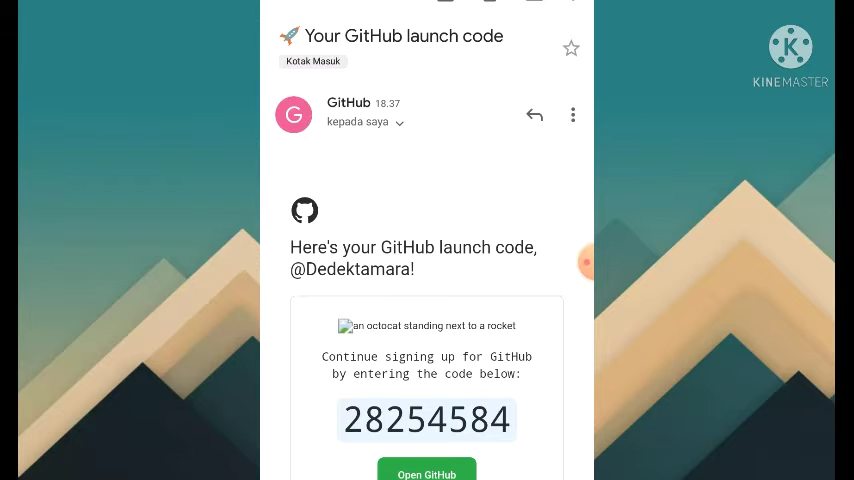 🚀 Your GitHub launch code
Kotak Masuk
GitHub 18.37
G
kepada saya
Here's your GitHub launch code,
@Dedektamara!
an octocat standing next to a rocket
Continue signing up for GitHub
by entering the code below:
28254584
Open GitHub
K
KINEMASTER